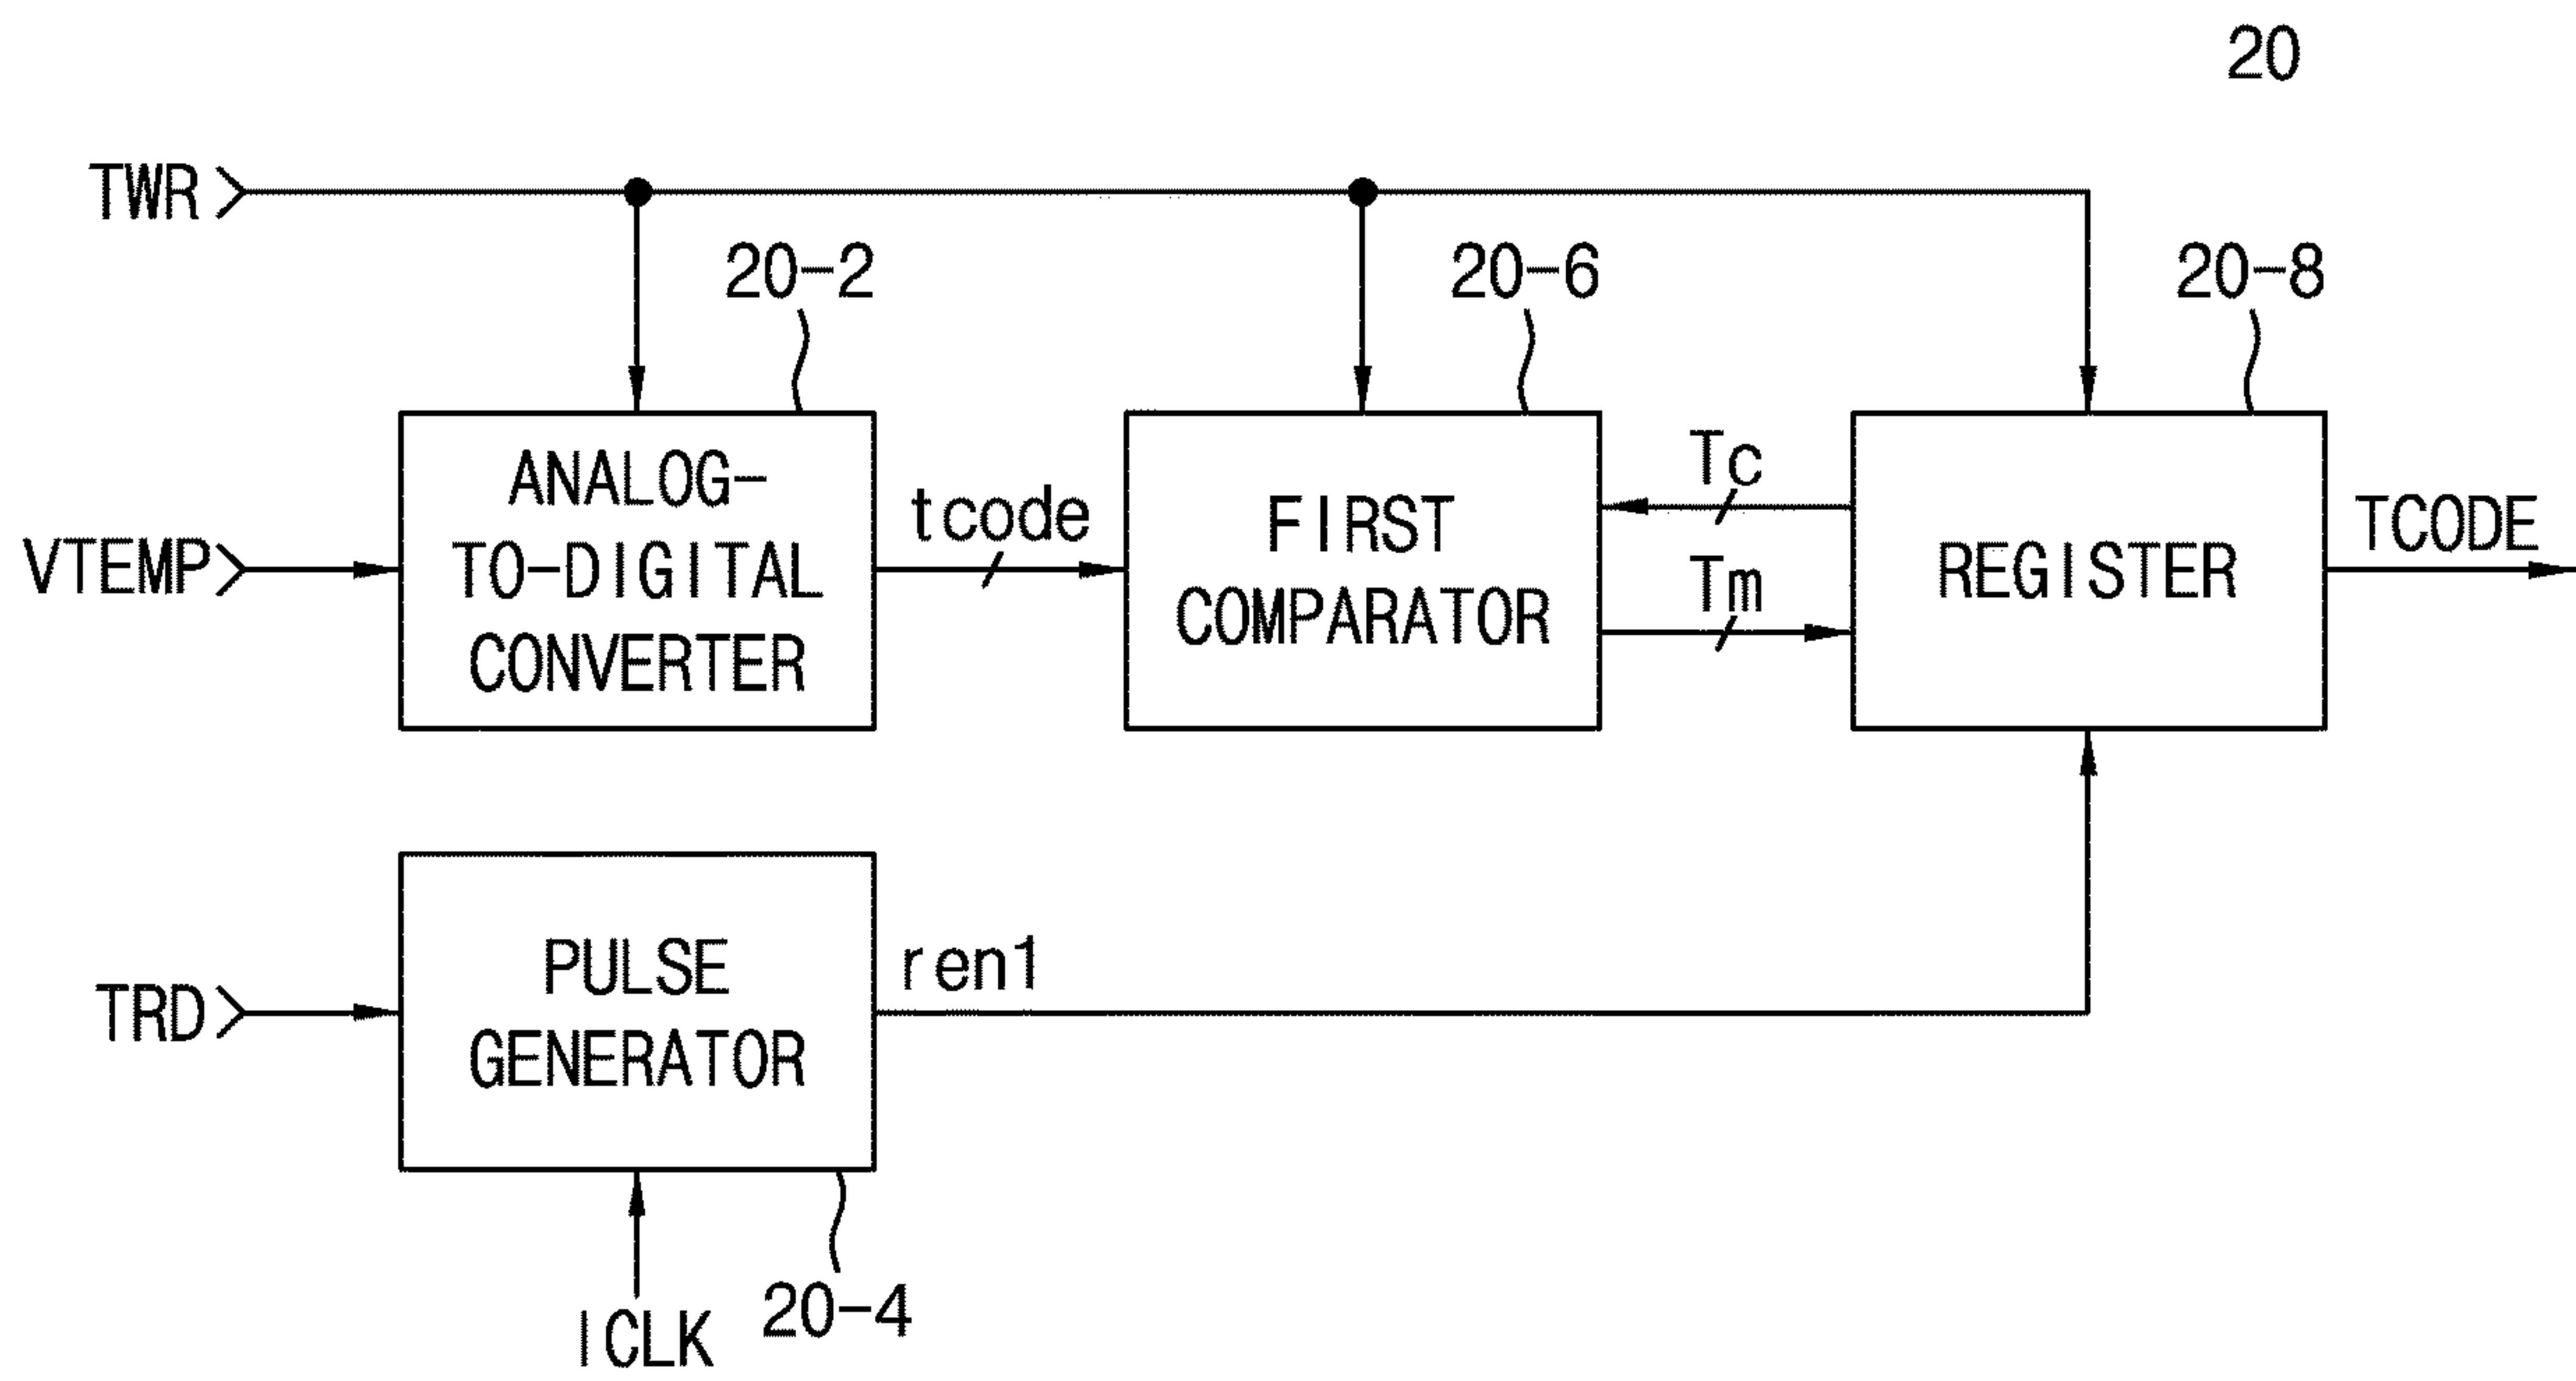 20
TWR
20-2
20-6
20-8
ANALOG-
TO-DIGITAL
CONVERTER
VTEMP
tcode
FIRST
COMPARATOR
Tc
Tm
REGISTER
TCODE
TRD
PULSE
GENERATOR
ren1
ICLK
20-4